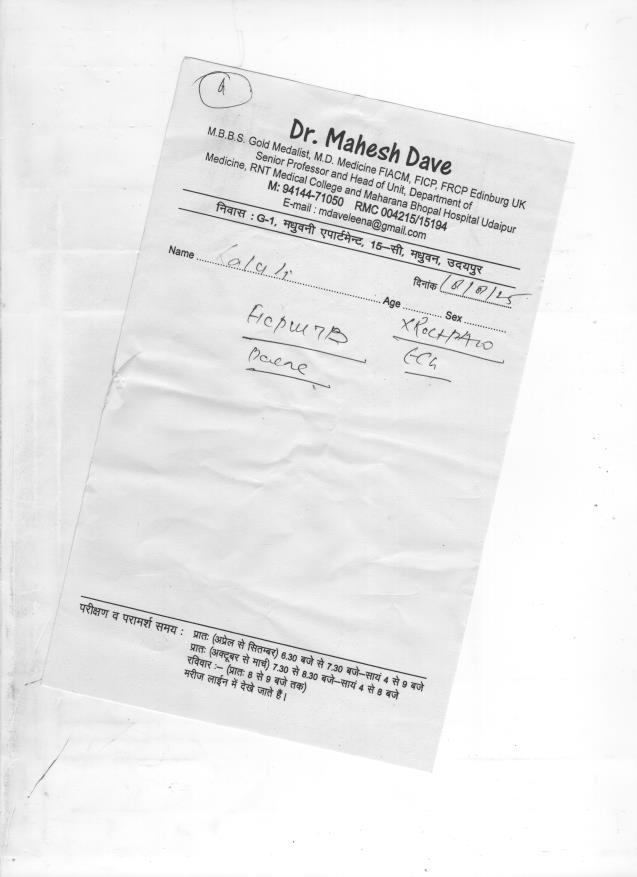 Dr. Mahesh Dave
M.B.B.S. Gold Medalist, M.D. Medicine FIACM, FICP, FRCP Edinburg UK
Senior Professor and Head of Unit, Department of
Medicine, RNT Medical College and Maharana Bhopal Hospital Udaipur
M: 94144-71050 RMC 004215/15194
E-mail : mdaveleena@gmail.com
निवास : G-1, मधुवनी एपार्टमेन्ट, 15-सी, मधुवन, उदयपुर
दिनांक
Name
Age Sex
ECG
परीक्षण व परामर्श समय : प्रातः (अप्रेल से सितम्बर) 6.30 बजे से 7.30 बजे-सायं 4 से 9 बजे
प्रातः (अक्टूबर से मार्च) 7.30 से 8.30 बजे-सायं 4 से 8 बजे
रविवार :- (प्रातः 8 से 9 बजे तक)
मरीज लाईन में देखे जाते हैं।